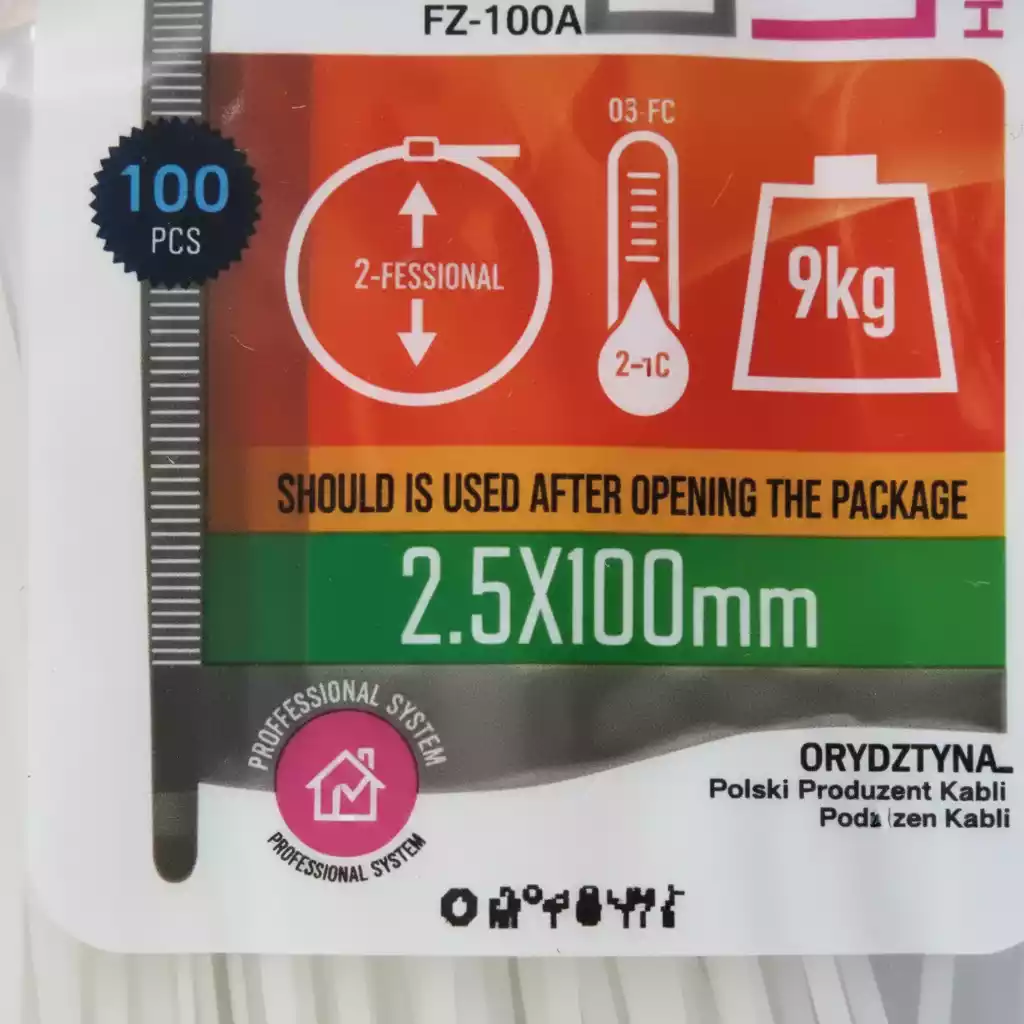 FZ-100A
H
100
PCS
03-FC
2-FESSIONAL
2-1C
9kg
SHOULD IS USED AFTER OPENING THE PACKAGE
2.5X100mm
PROFFESSIONAL SYSTEM
PROFESSIONAL SYSTEM
ORYDZTYNA
Polski Produzent Kabli
Kabli